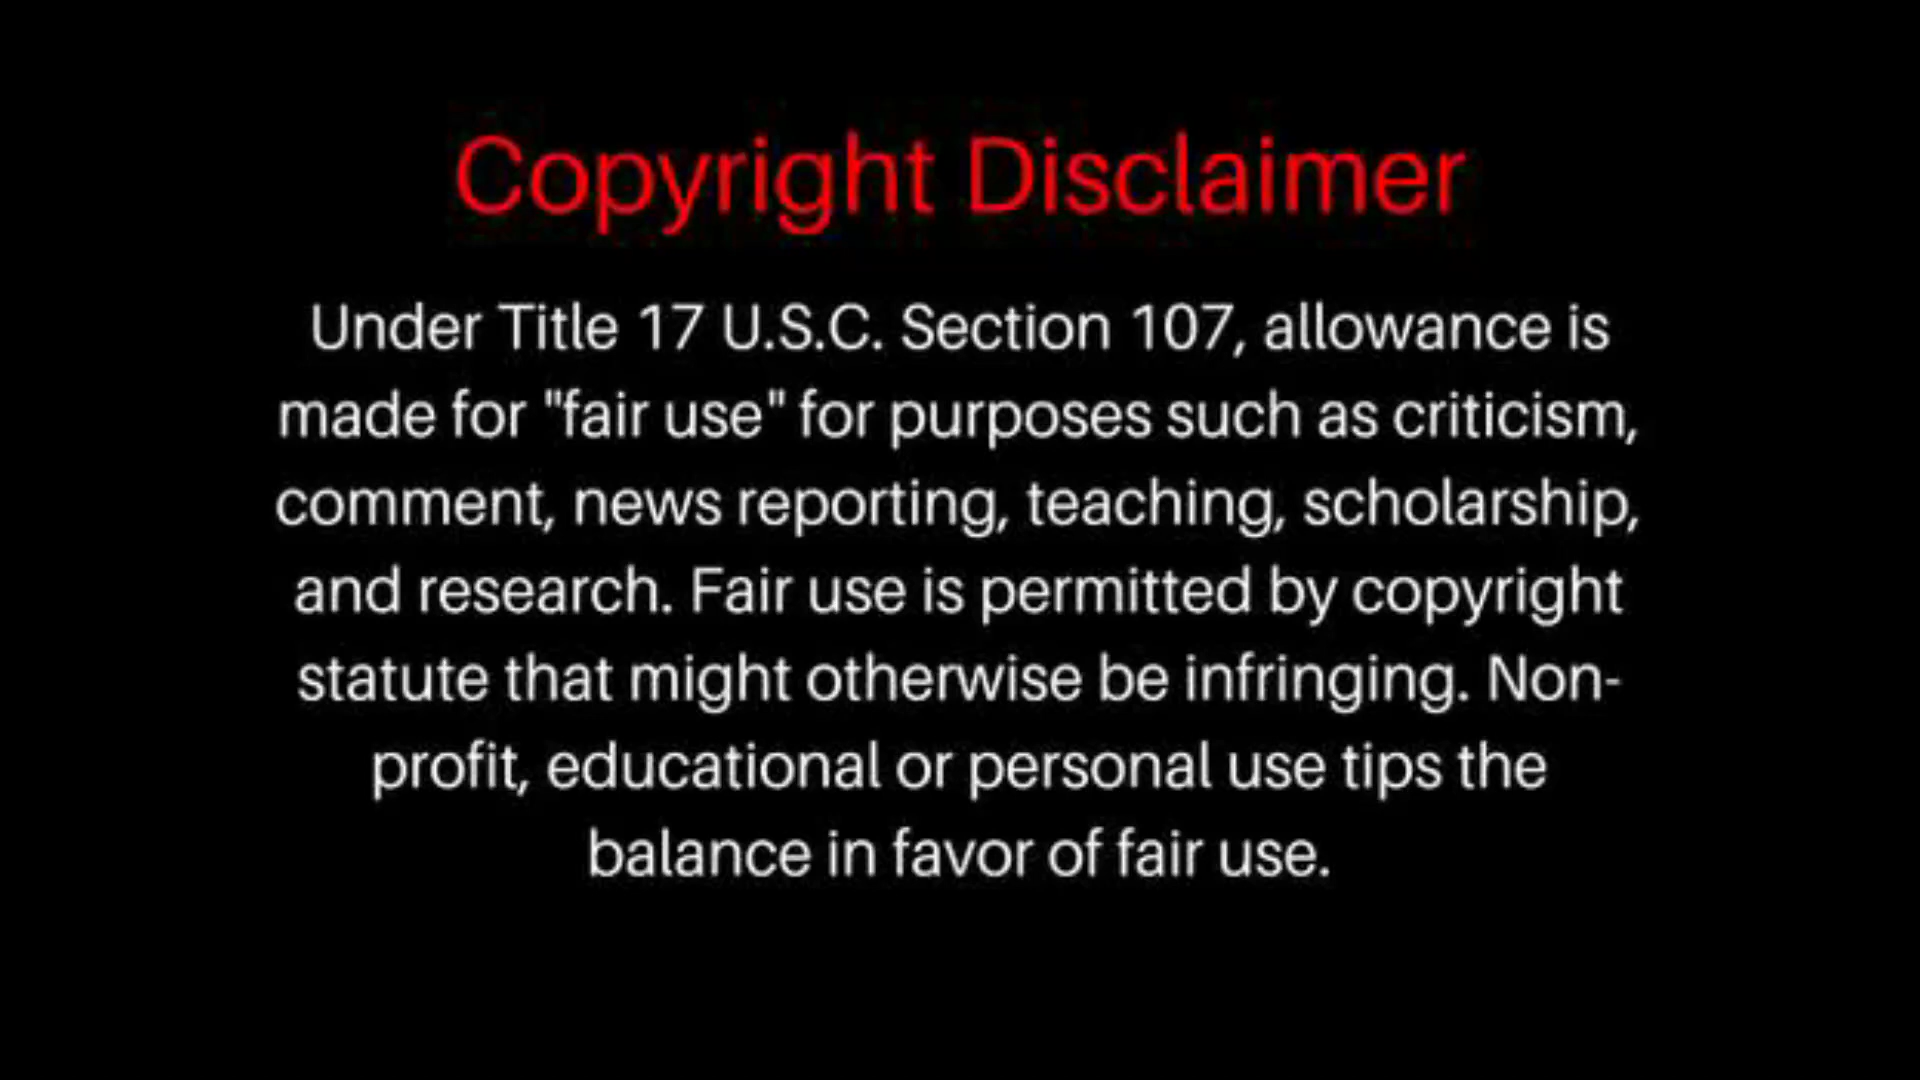 Copyright Disclaimer
Under Title 17 U.S.C. Section 107, allowance is
made for "fair use" for purposes such as criticism,
comment, news reporting, teaching, scholarship,
and research. Fair use is permitted by copyright
statute that might otherwise be infringing. Non-
profit, educational or personal use tips the
balance in favor of fair use.